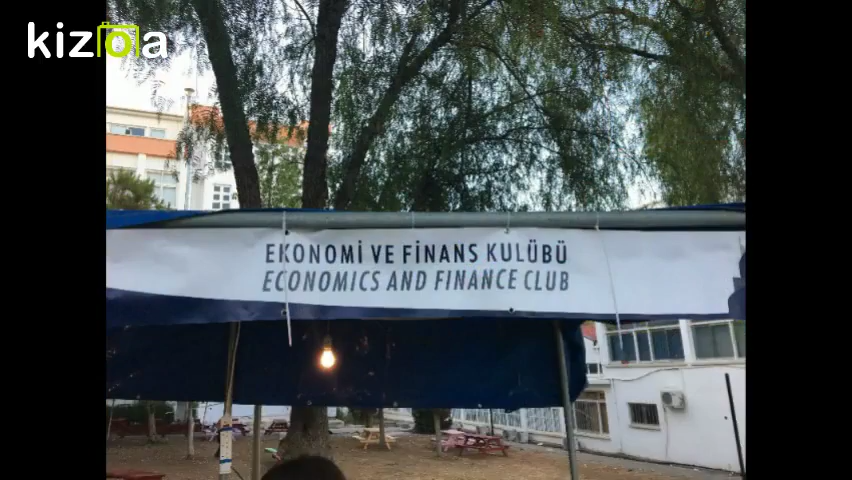 kizoa
EKONOMİ VE FİNANS KULÜBÜ
ECONOMICS AND FINANCE CLUB